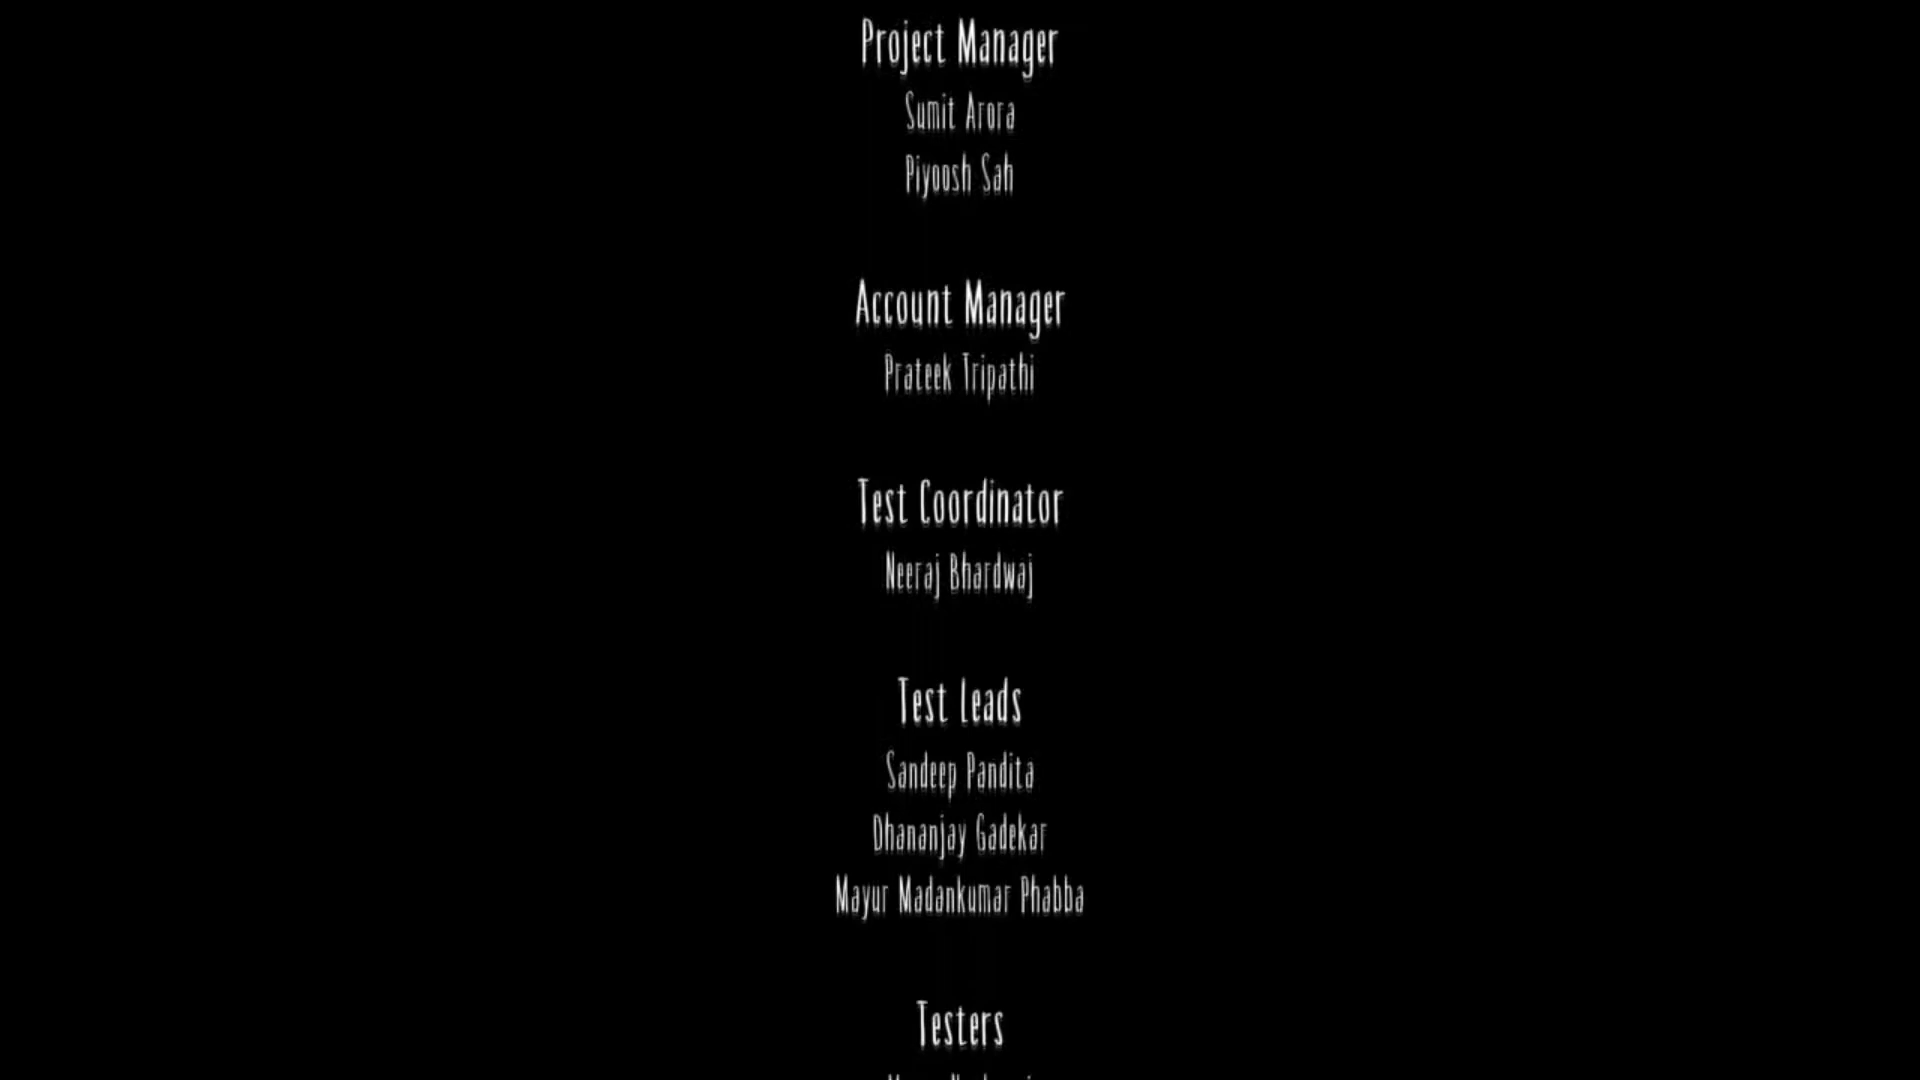 Project Manager
Sumit Arora
Piyoosh Sah
Account Manager
Prateek Tripathi
Test Coordinator
Neeraj Bhardwaj
Test Leads
Sandeep Pandita
Dhananjay Gadekar
Mayur Madankumar Phabba
Testers